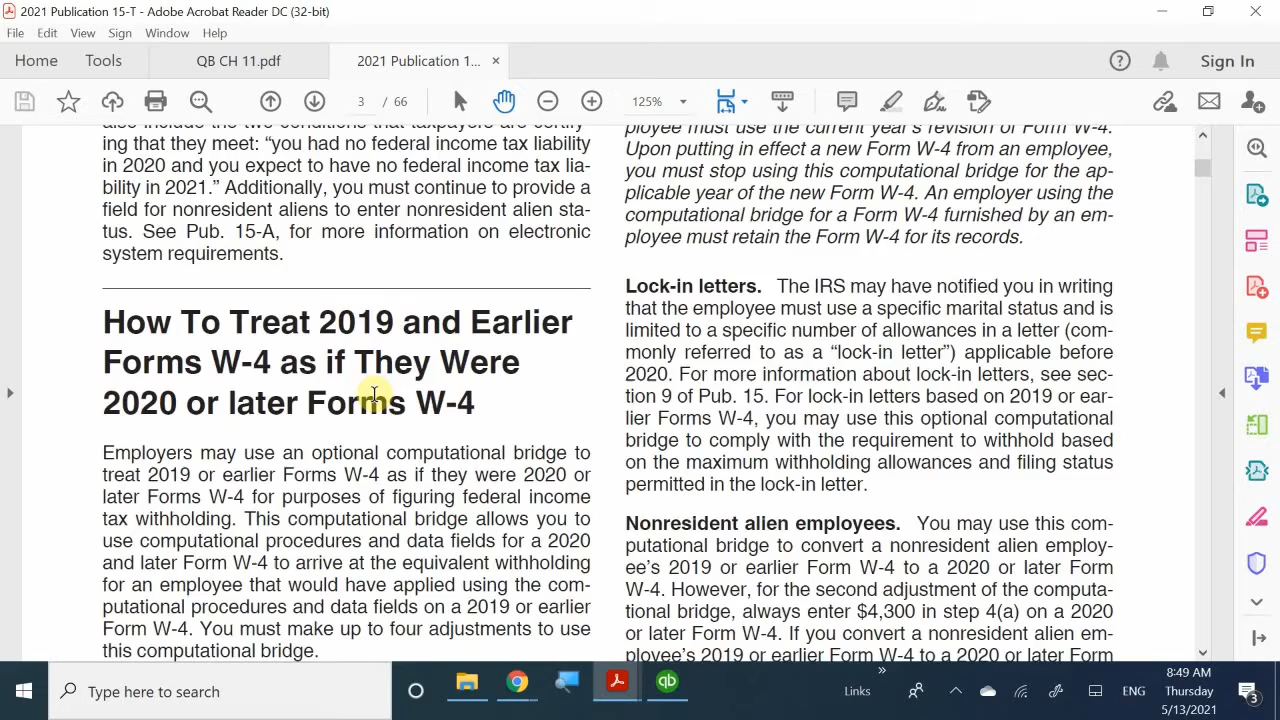 2021 Publication 15-T - Adobe Acrobat Reader DC (32-bit)
File Edit View Sign Window Help
Home Tools QB CH 11.pdf 2021 Publication 1... × Sign In
3 / 66 125%
also include the two conditions that taxpayers are certify-
ing that they meet: “you had no federal income tax liability
in 2020 and you expect to have no federal income tax lia-
bility in 2021.” Additionally, you must continue to provide a
field for nonresident aliens to enter nonresident alien sta-
tus. See Pub. 15-A, for more information on electronic
system requirements.
How To Treat 2019 and Earlier
Forms W-4 as if They Were
2020 or later Forms W-4
Employers may use an optional computational bridge to
treat 2019 or earlier Forms W-4 as if they were 2020 or
later Forms W-4 for purposes of figuring federal income
tax withholding. This computational bridge allows you to
use computational procedures and data fields for a 2020
and later Form W-4 to arrive at the equivalent withholding
for an employee that would have applied using the com-
putational procedures and data fields on a 2019 or earlier
Form W-4. You must make up to four adjustments to use
this computational bridge.
ployee must use the current year's revision of Form W-4.
Upon putting in effect a new Form W-4 from an employee,
you must stop using this computational bridge for the ap-
plicable year of the new Form W-4. An employer using the
computational bridge for a Form W-4 furnished by an em-
ployee must retain the Form W-4 for its records.
Lock-in letters. The IRS may have notified you in writing
that the employee must use a specific marital status and is
limited to a specific number of allowances in a letter (com-
monly referred to as a “lock-in letter”) applicable before
2020. For more information about lock-in letters, see sec-
tion 9 of Pub. 15. For lock-in letters based on 2019 or ear-
lier Forms W-4, you may use this optional computational
bridge to comply with the requirement to withhold based
on the maximum withholding allowances and filing status
permitted in the lock-in letter.
Nonresident alien employees. You may use this com-
putational bridge to convert a nonresident alien employ-
ee's 2019 or earlier Form W-4 to a 2020 or later Form
W-4. However, for the second adjustment of the computa-
tional bridge, always enter $4,300 in step 4(a) on a 2020
or later Form W-4. If you convert a nonresident alien em-
ployee's 2019 or earlier Form W-4 to a 2020 or later Form
Type here to search
qb
Links
»
ENG
8:49 AM
Thursday
5/13/2021
3